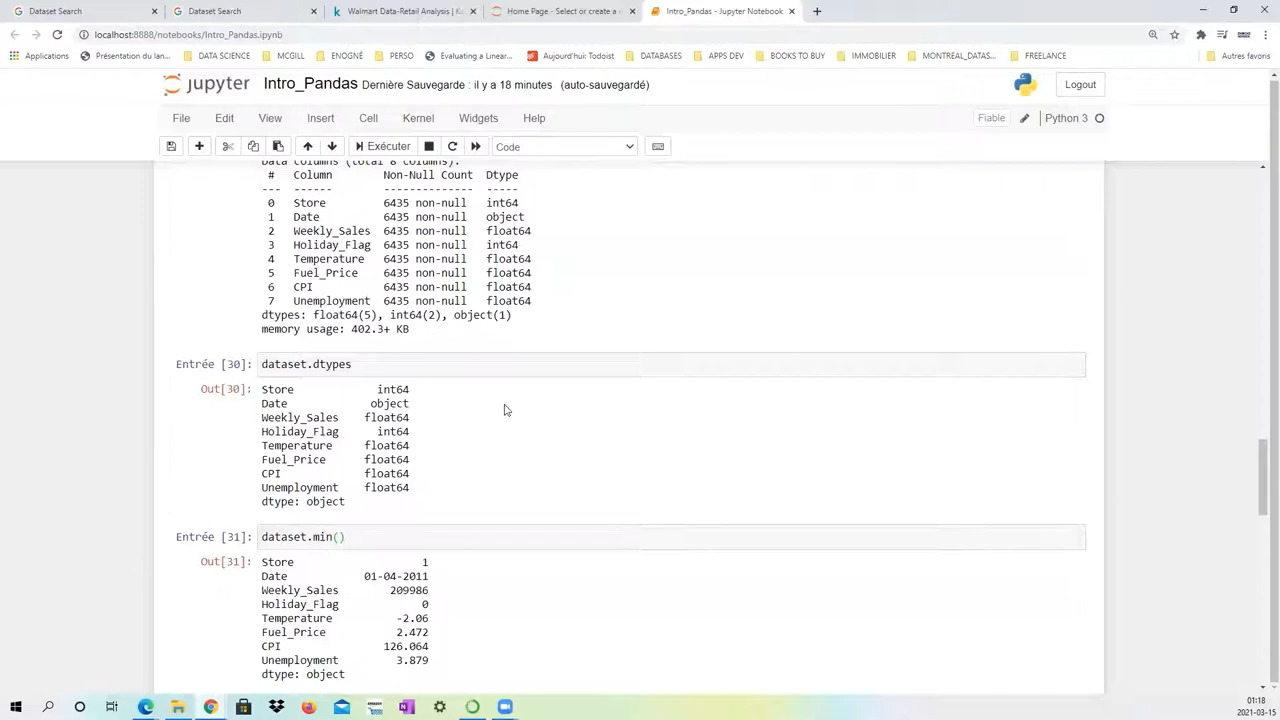 Dataset Search
Dataset Search
Walmart Data-Retail Analysis | Ka
Home Page - Select or create a n
Intro_Pandas - Jupyter Notebook
localhost:8888/notebooks/Intro_Pandas.ipynb
Applications
Présentation du lan...
DATA SCIENCE
MCGILL
ENOGNÉ
PERSO
Evaluating a Linear...
Aujourd'hui: Todoist
DATABASES
APPS DEV
BOOKS TO BUY
IMMOBILIER
MONTREAL_DATAS...
FREELANCE
Autres favoris
jupyter Intro_Pandas Dernière Sauvegarde : il y a 18 minutes (auto-sauvegardé)
Logout
File Edit View Insert Cell Kernel Widgets Help
Fiable
Python 3
Exécuter
Code
Data columns (total 8 columns):
# Column Non-Null Count Dtype
--- ------ -------------- -----
0 Store 6435 non-null int64
1 Date 6435 non-null object
2 Weekly_Sales 6435 non-null float64
3 Holiday_Flag 6435 non-null int64
4 Temperature 6435 non-null float64
5 Fuel_Price 6435 non-null float64
6 CPI 6435 non-null float64
7 Unemployment 6435 non-null float64
dtypes: float64(5), int64(2), object(1)
memory usage: 402.3+ KB
Entrée [30] dataset.dtypes
Out[30]: Store int64
Date object
Weekly_Sales float64
Holiday_Flag int64
Temperature float64
Fuel_Price float64
CPI float64
Unemployment float64
dtype: object
Entrée [31] dataset.min()
Out[31]: Store 1
Date 01-04-2011
Weekly_Sales 209986
Holiday_Flag 0
Temperature -2.06
Fuel_Price 2.472
CPI 126.064
Unemployment 3.879
dtype: object
01:18
2021-03-15